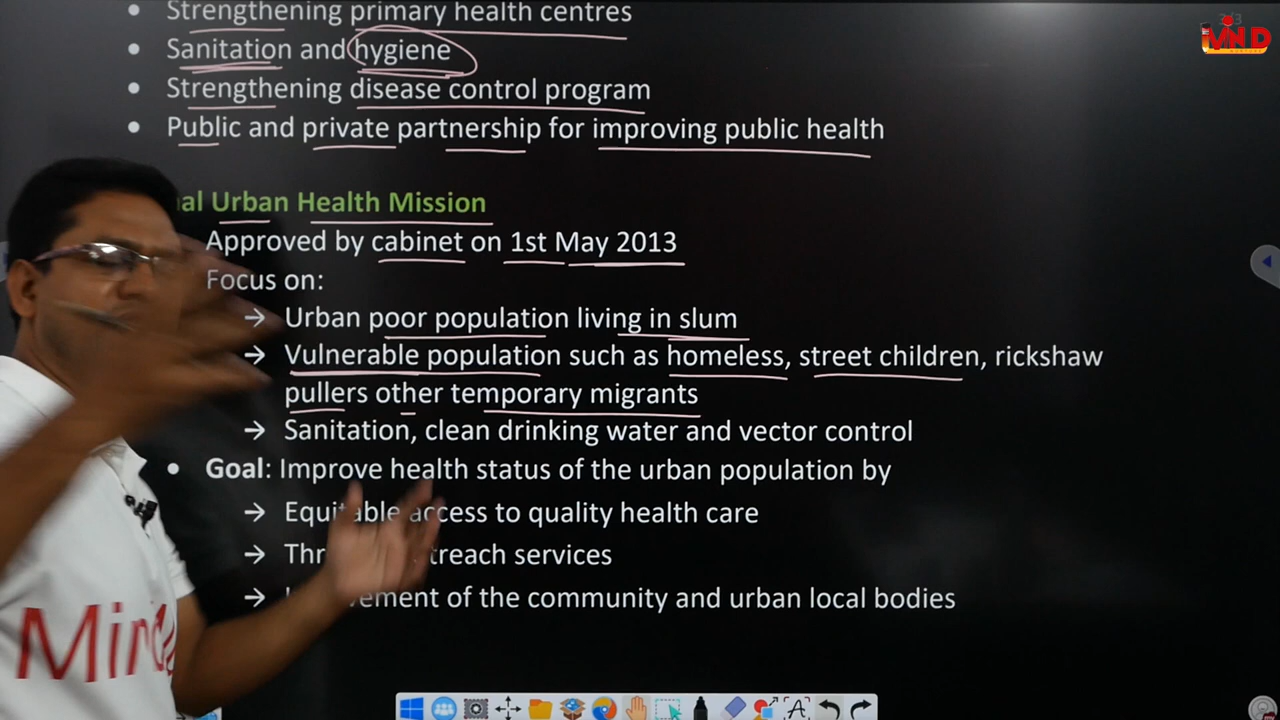 Strengthening primary health centres
Sanitation and hygiene
Strengthening disease control program
Public and private partnership for improving public health
Urban Health Mission
Approved by cabinet on 1st May 2013
Focus on:
→ Urban poor population living in slum
→ Vulnerable population such as homeless, street children, rickshaw
pullers other temporary migrants
→ Sanitation, clean drinking water and vector control
Goal: Improve health status of the urban population by
→ Equitable access to quality health care
→ services
→ of the community and urban local bodies